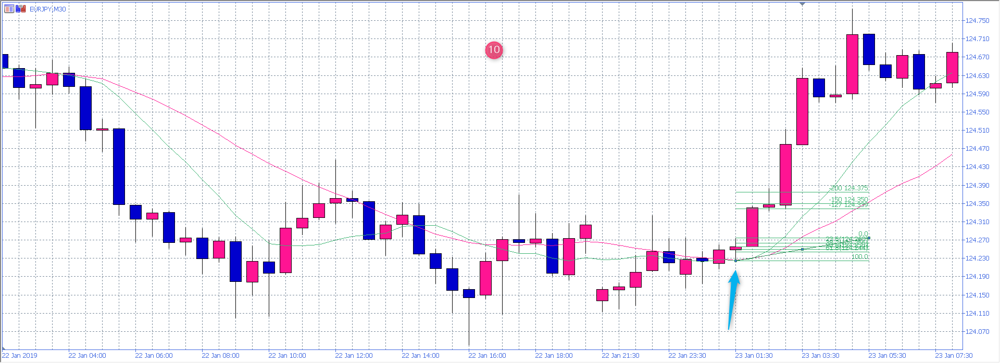 EURJPY,M30
10
124.750
124.710
124.670
124.630
124.590
124.550
124.510
124.470
124.430
124.390
124.350
124.310
124.270
124.230
124.190
124.150
124.110
124.070
-200 124.375
-150 124.350
-127 124.339
0.0
61.8(124.244)
100.0
22 Jan 2019
22 Jan 04:00
22 Jan 06:00
22 Jan 08:00
22 Jan 10:00
22 Jan 12:00
22 Jan 14:00
22 Jan 16:00
22 Jan 18:00
22 Jan 21:30
22 Jan 23:30
23 Jan 01:30
23 Jan 03:30
23 Jan 05:30
23 Jan 07:30